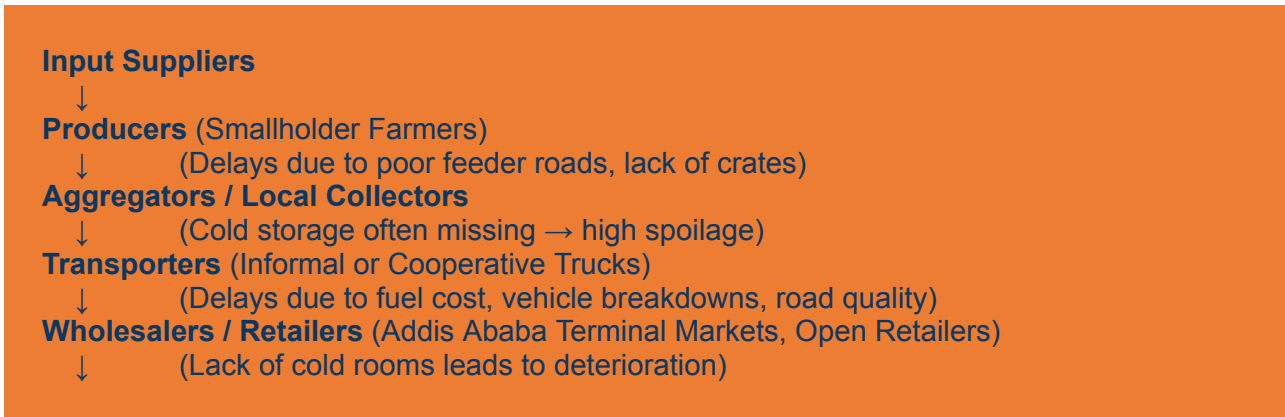 Input Suppliers
↓
Producers (Smallholder Farmers)
↓ (Delays due to poor feeder roads, lack of crates)
Aggregators / Local Collectors
↓ (Cold storage often missing → high spoilage)
Transporters (Informal or Cooperative Trucks)
↓ (Delays due to fuel cost, vehicle breakdowns, road quality)
Wholesalers / Retailers (Addis Ababa Terminal Markets, Open Retailers)
↓ (Lack of cold rooms leads to deterioration)